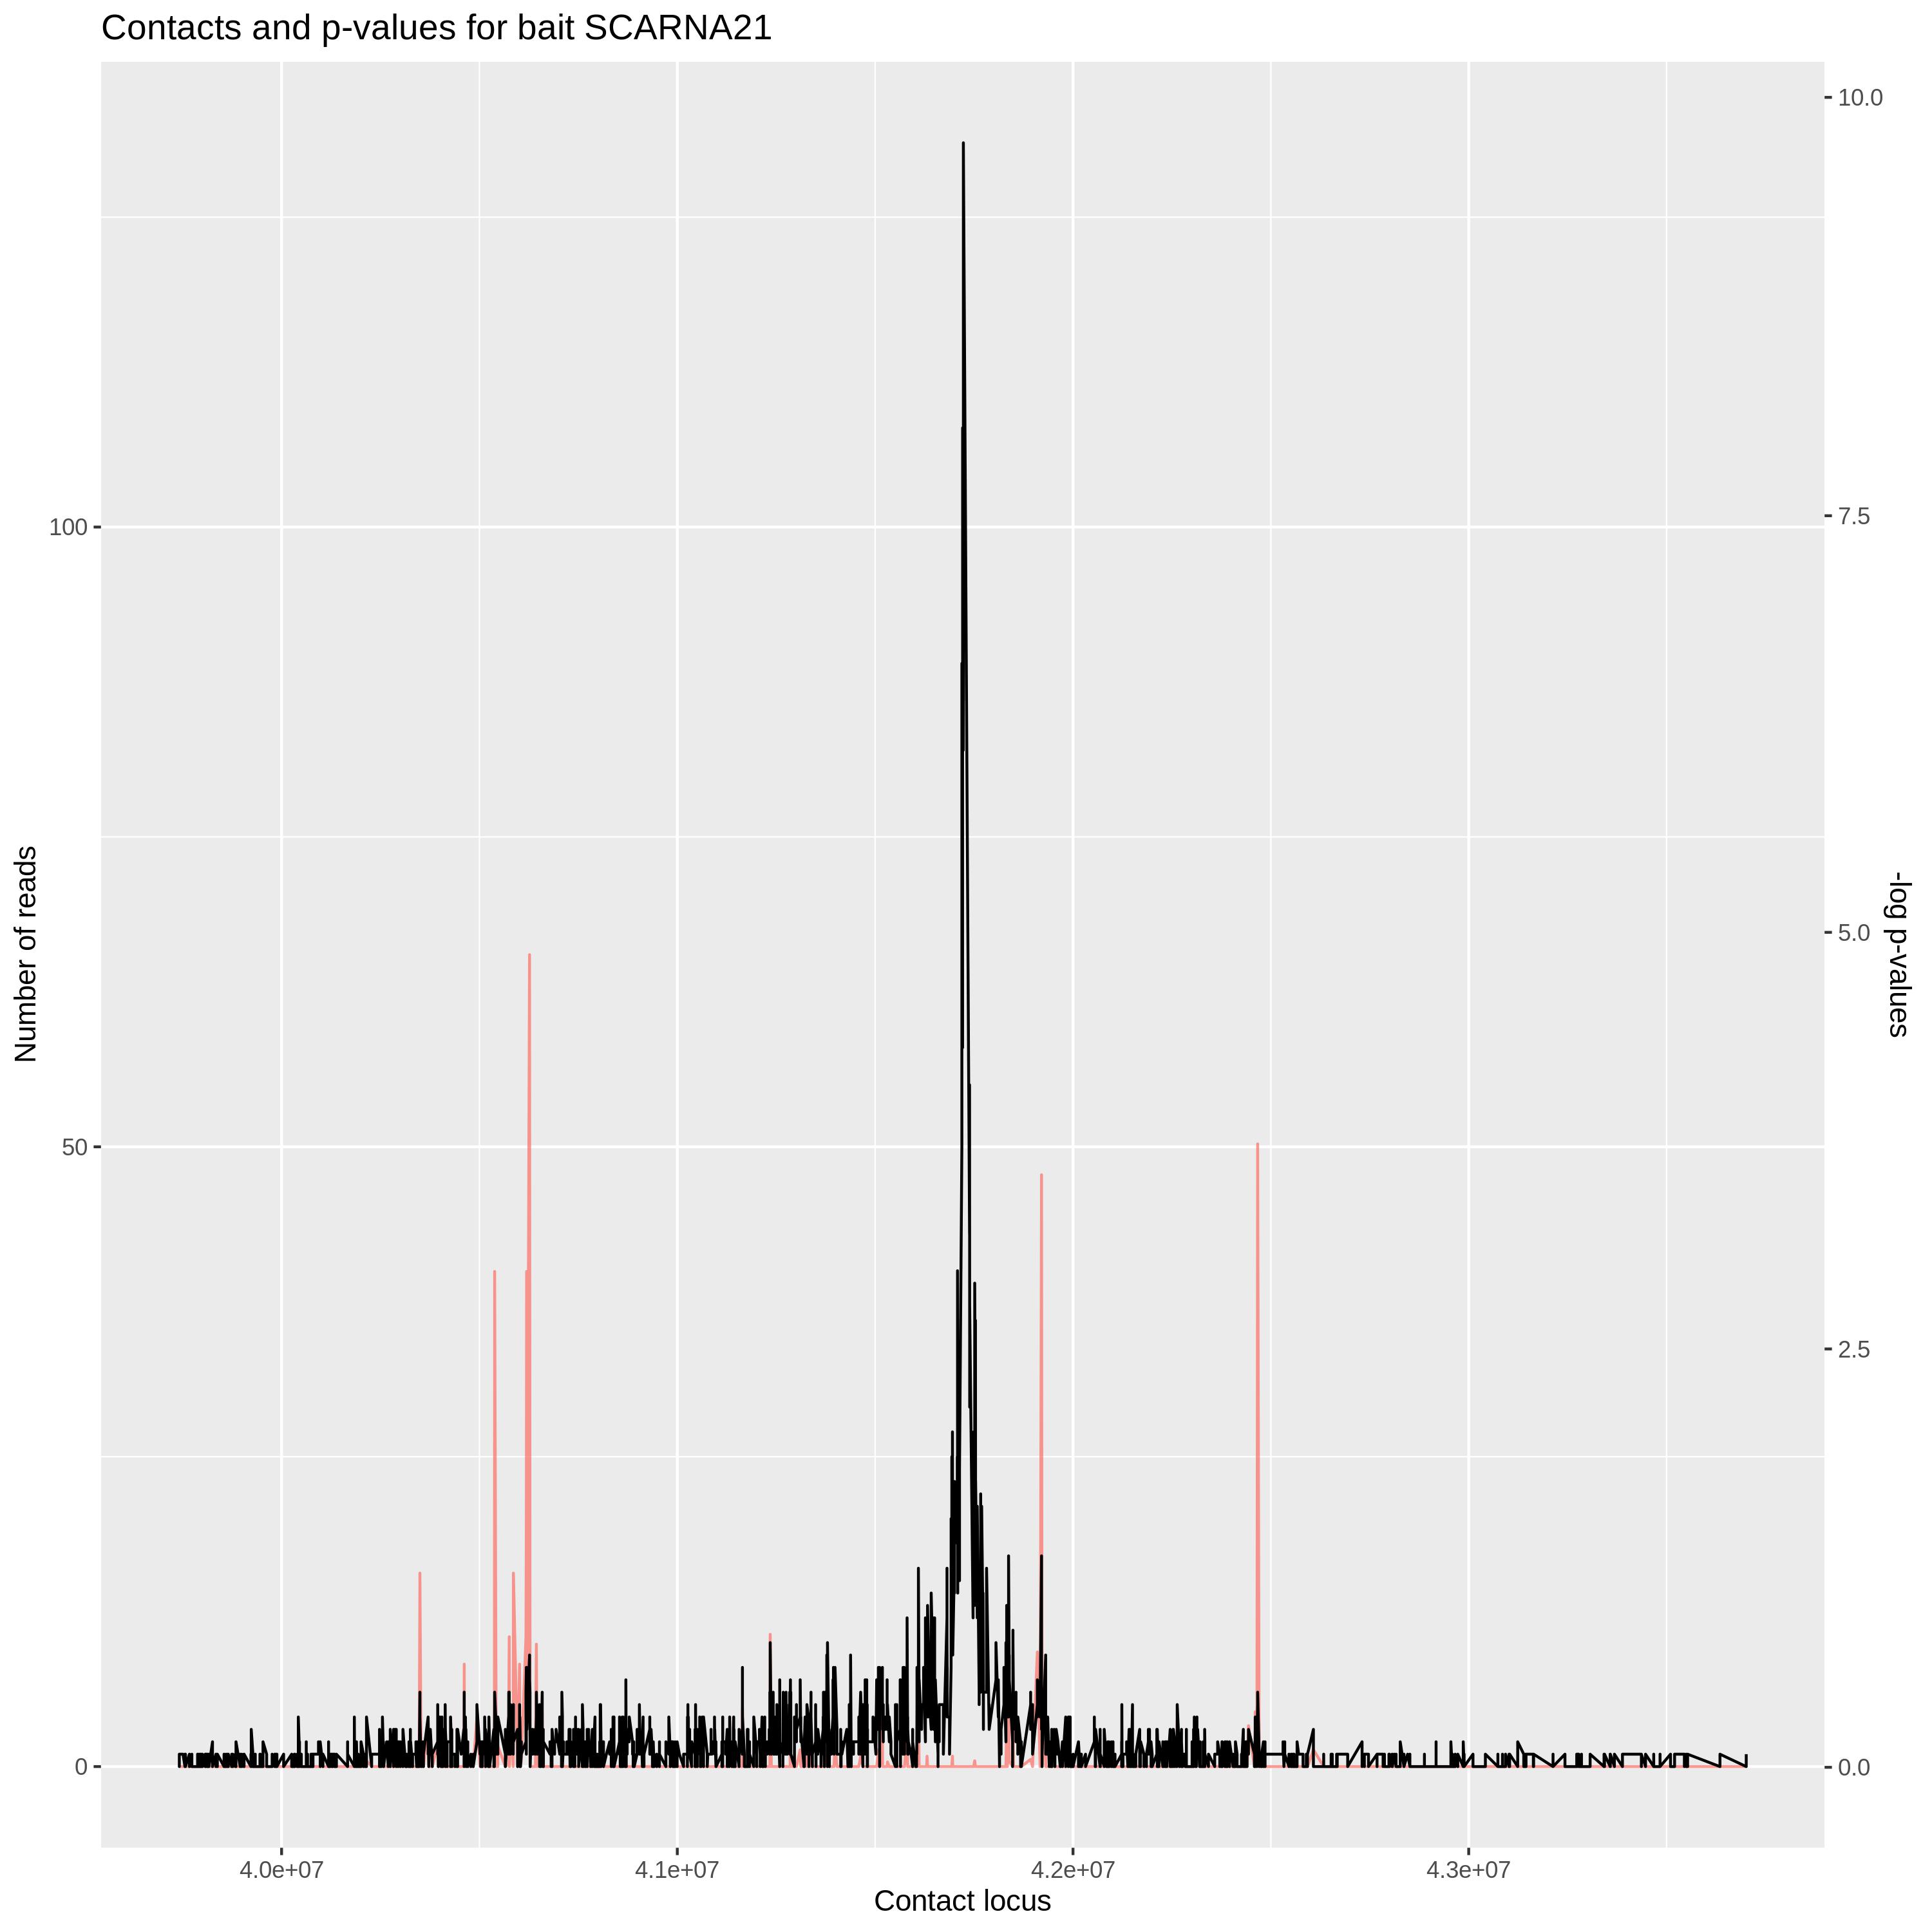 Contacts and p-values for bait SCARNA21
10.0
100
7.5
Number of reads
-log p-values
5.0
50
2.5
0
0.0
4.0e+07
4.1e+07
4.2e+07
4.3e+07
Contact locus